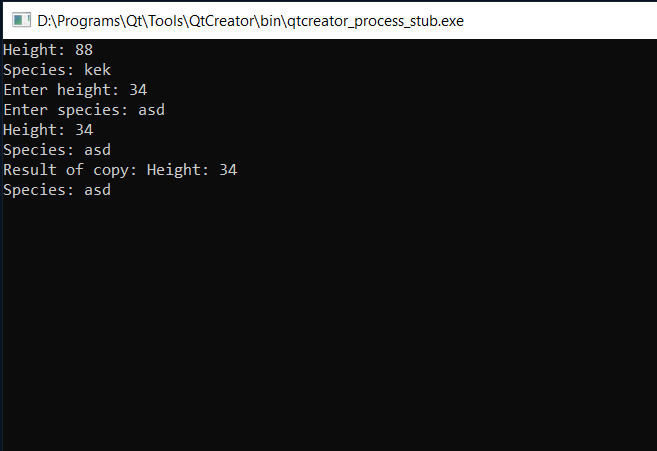 D:\Programs\Qt\Tools\QtCreator\bin\qtcreator_process_stub.exe
Height: 88
Species: kek
Enter height: 34
Enter species: asd
Height: 34
Species: asd
Result of copy: Height: 34
Species: asd